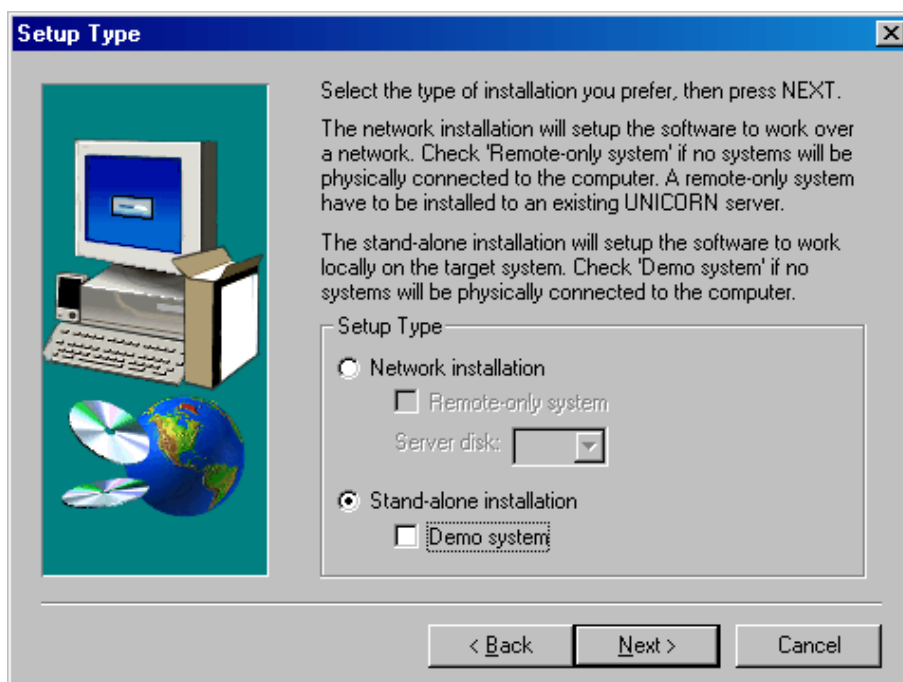 Setup Type
Select the type of installation you prefer, then press NEXT.
The network installation will setup the software to work over
a network. Check 'Remote-only system' if no systems will be
physically connected to the computer. A remote-only system
have to be installed to an existing UNICORN server.
The stand-alone installation will setup the software to work
locally on the target system. Check 'Demo system' if no
systems will be physically connected to the computer.
Setup Type
Network installation
Remote-only system
Server disk:
Stand-alone installation
Demo system
< Back Next > Cancel